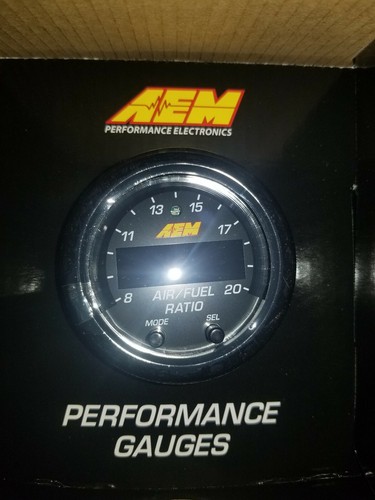 AEM
PERFORMANCE ELECTRONICS
13 15
11 17
AEM
8 20
AIR/FUEL
RATIO
MODE SEL
PERFORMANCE
GAUGES